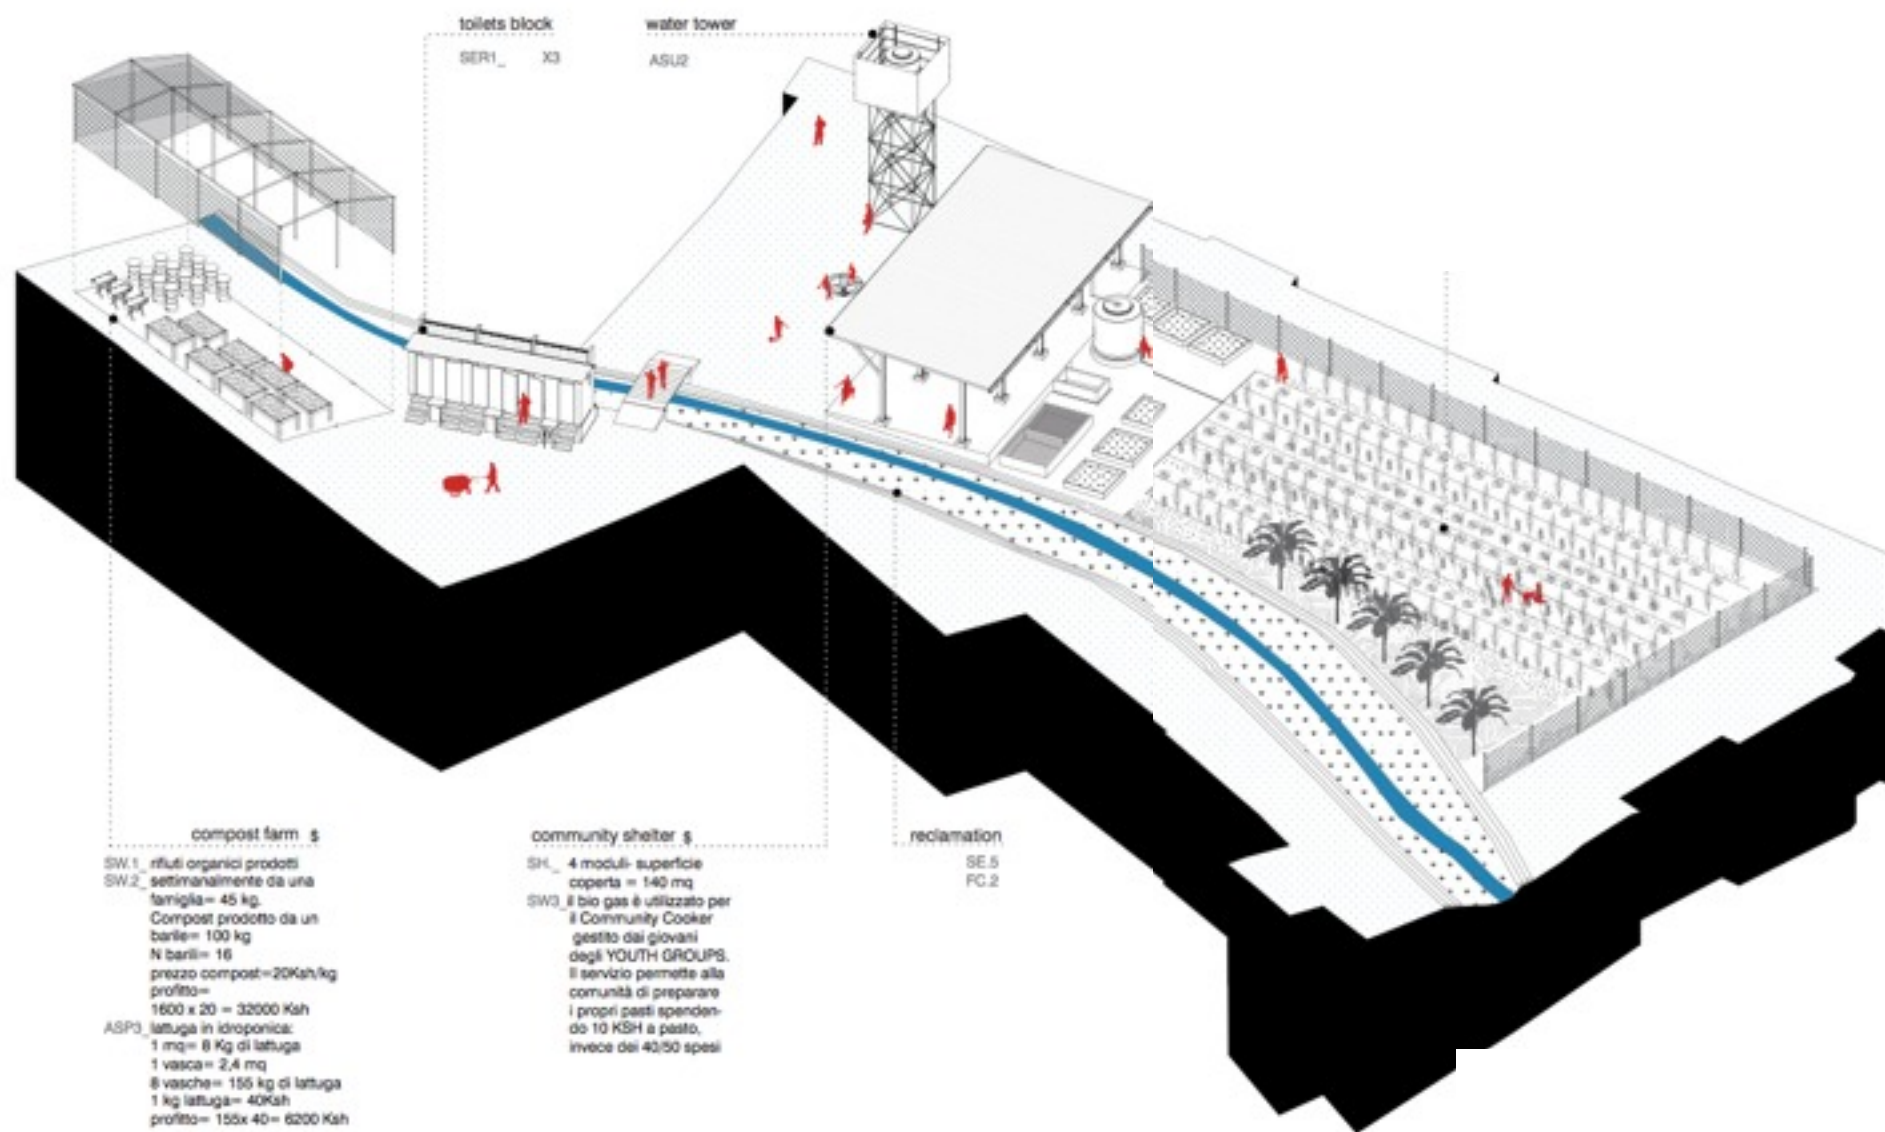 toilets block
SER1_ X3
water tower
ASU2
compost farm $
SW.1_ rifiuti organici prodotti
SW.2_ settimanalmente da una
famiglia= 45 kg.
Compost prodotto da un
barile= 100 kg
N barili= 16
prezzo compost=20Ksh/kg
profitto=
1600 x 20 = 32000 Ksh
ASP3_ lattuga in idroponica:
1 mq= 8 Kg di lattuga
1 vasca= 2,4 mq
8 vasche= 155 kg di lattuga
1 kg lattuga= 40Ksh
profitto= 155x 40= 6200 Ksh
community shelter $
SH._ 4 moduli- superficie
coperta = 140 mq
SW3_il bio gas è utilizzato per
il Community Cooker
gestito dai giovani
degli YOUTH GROUPS.
Il servizio permette alla
comunità di preparare
i propri pasti spenden-
do 10 KSH a pasto,
invece dei 40/50 spesi
reclamation
SE.5
FC.2